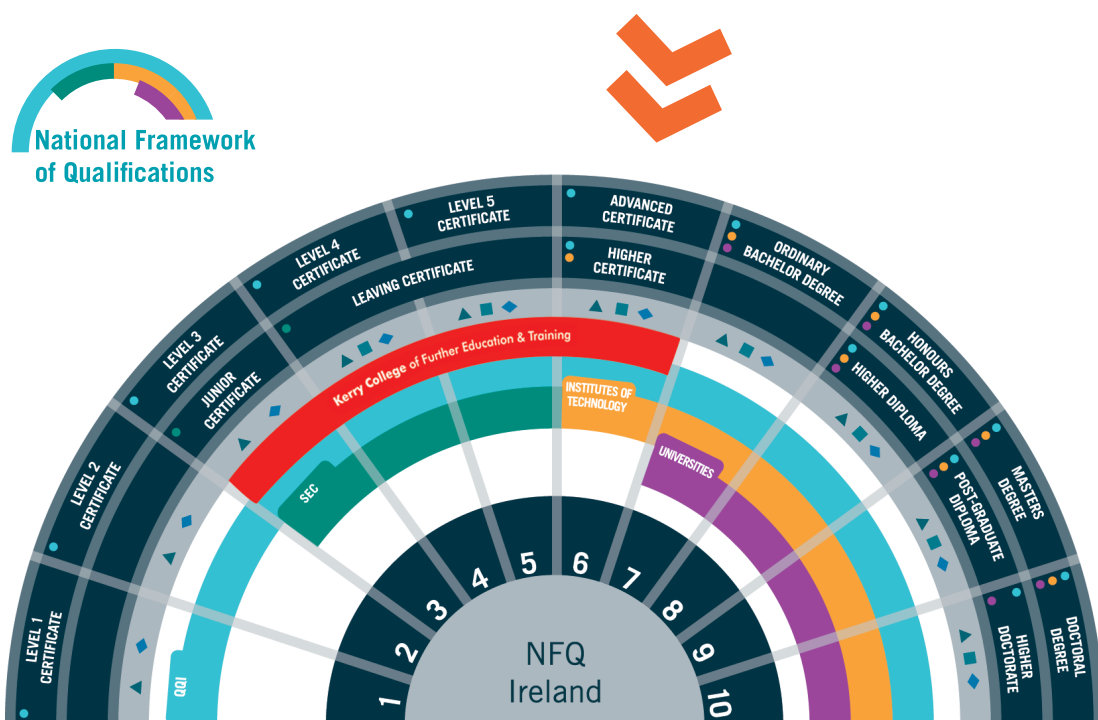 National Framework
of Qualifications
LEVEL 1
CERTIFICATE
LEVEL 2
CERTIFICATE
LEVEL 3
CERTIFICATE
LEVEL 4
CERTIFICATE
LEVEL 5
CERTIFICATE
ADVANCED
CERTIFICATE
ORDINARY
BACHELOR DEGREE
HONOURS
BACHELOR DEGREE
MASTERS
DEGREE
DOCTORAL
DEGREE
JUNIOR
CERTIFICATE
LEAVING CERTIFICATE
HIGHER
CERTIFICATE
HIGHER DIPLOMA
POST-GRADUATE
DIPLOMA
HIGHER
DOCTORATE
Kerry College of Further Education & Training
QQI
SEC
INSTITUTES OF
TECHNOLOGY
UNIVERSITIES
1
2
3
4
5
6
7
8
9
10
NFQ
Ireland